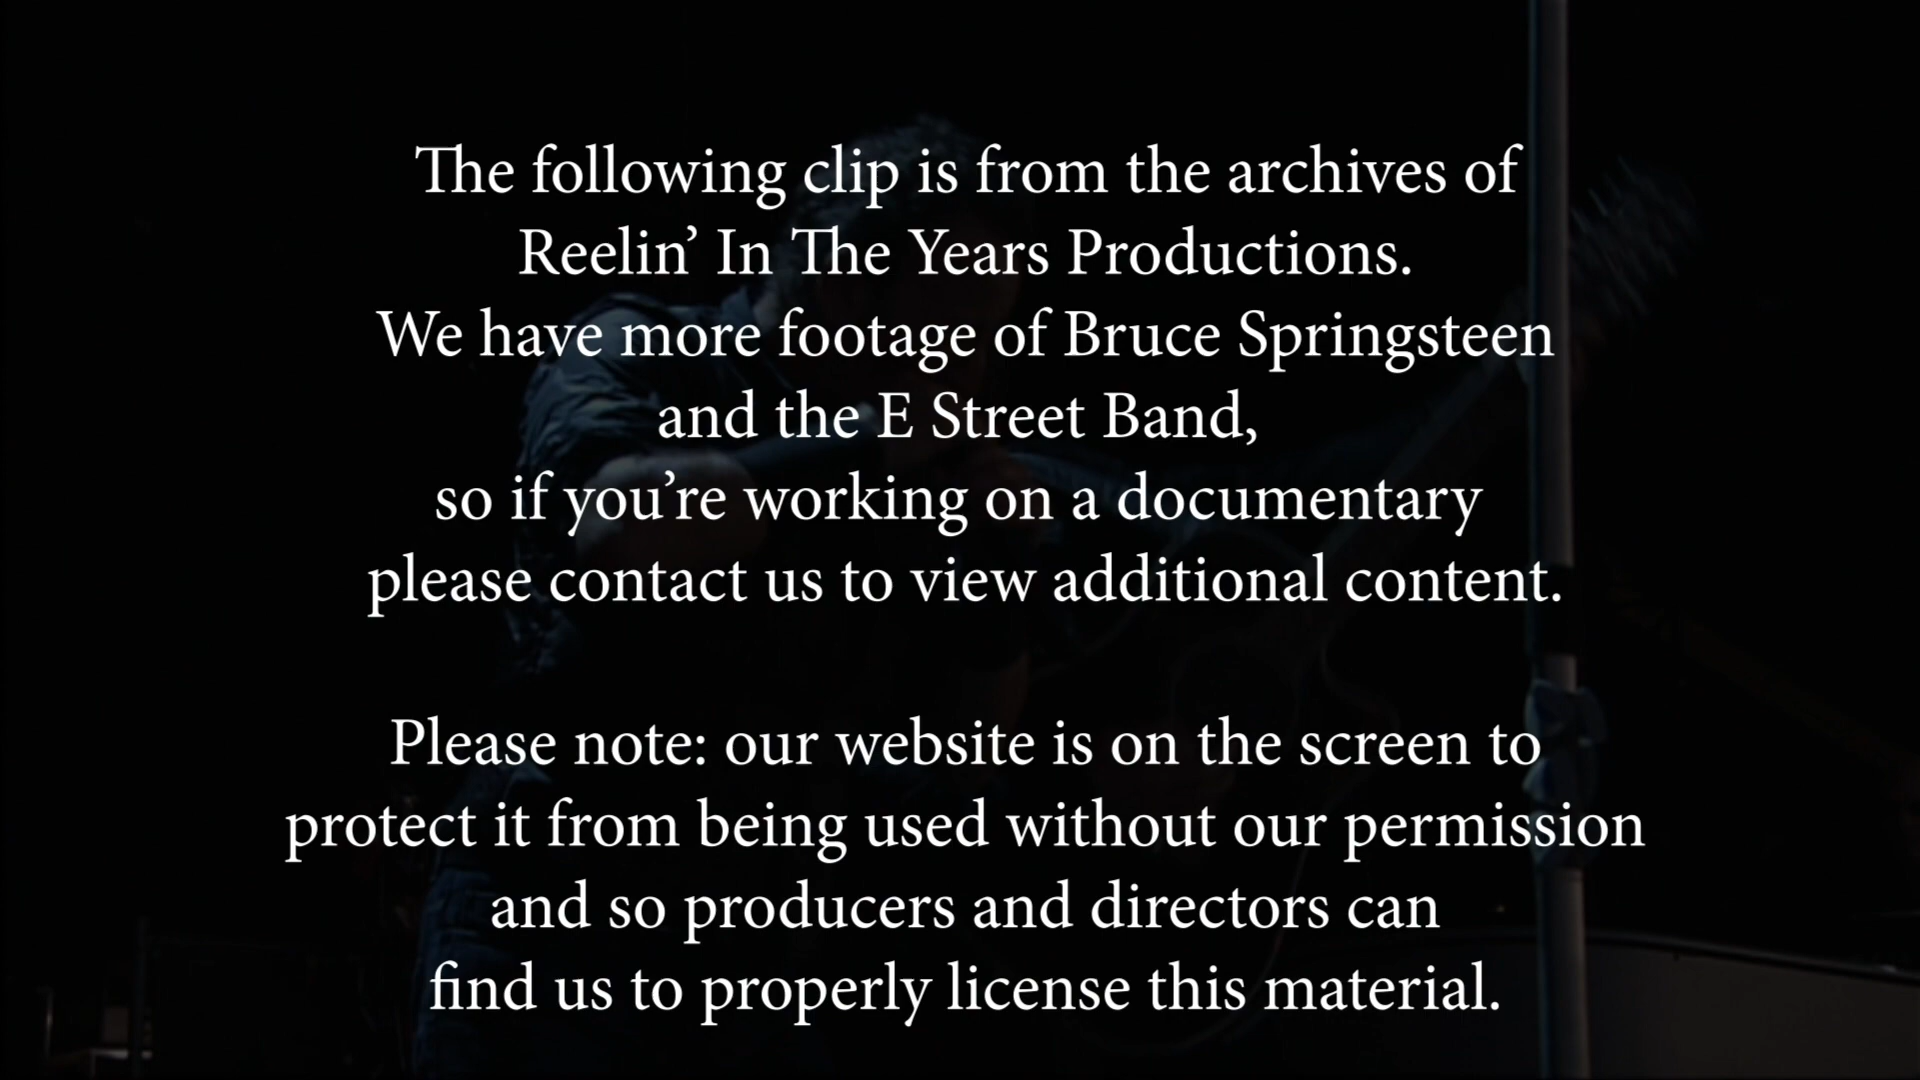 The following clip is from the archives of
Reelin’ In The Years Productions.
We have more footage of Bruce Springsteen
and the E Street Band,
so if you’re working on a documentary
please contact us to view additional content.
Please note: our website is on the screen to
protect it from being used without our permission
and so producers and directors can
find us to properly license this material.